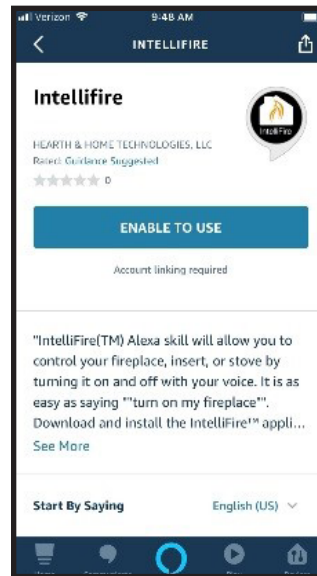 Verizon 9:48 AM
INTELLIFIRE
Intellifire
IntelliFire
HEARTH & HOME TECHNOLOGIES, LLC
Rated: Guidance Suggested
0
ENABLE TO USE
Account linking required
"IntelliFire(TM) Alexa skill will allow you to
control your fireplace, insert, or stove by
turning it on and off with your voice. It is as
easy as saying ""turn on my fireplace"".
Download and install the IntelliFire™ appli...
See More
Start By Saying English (US)